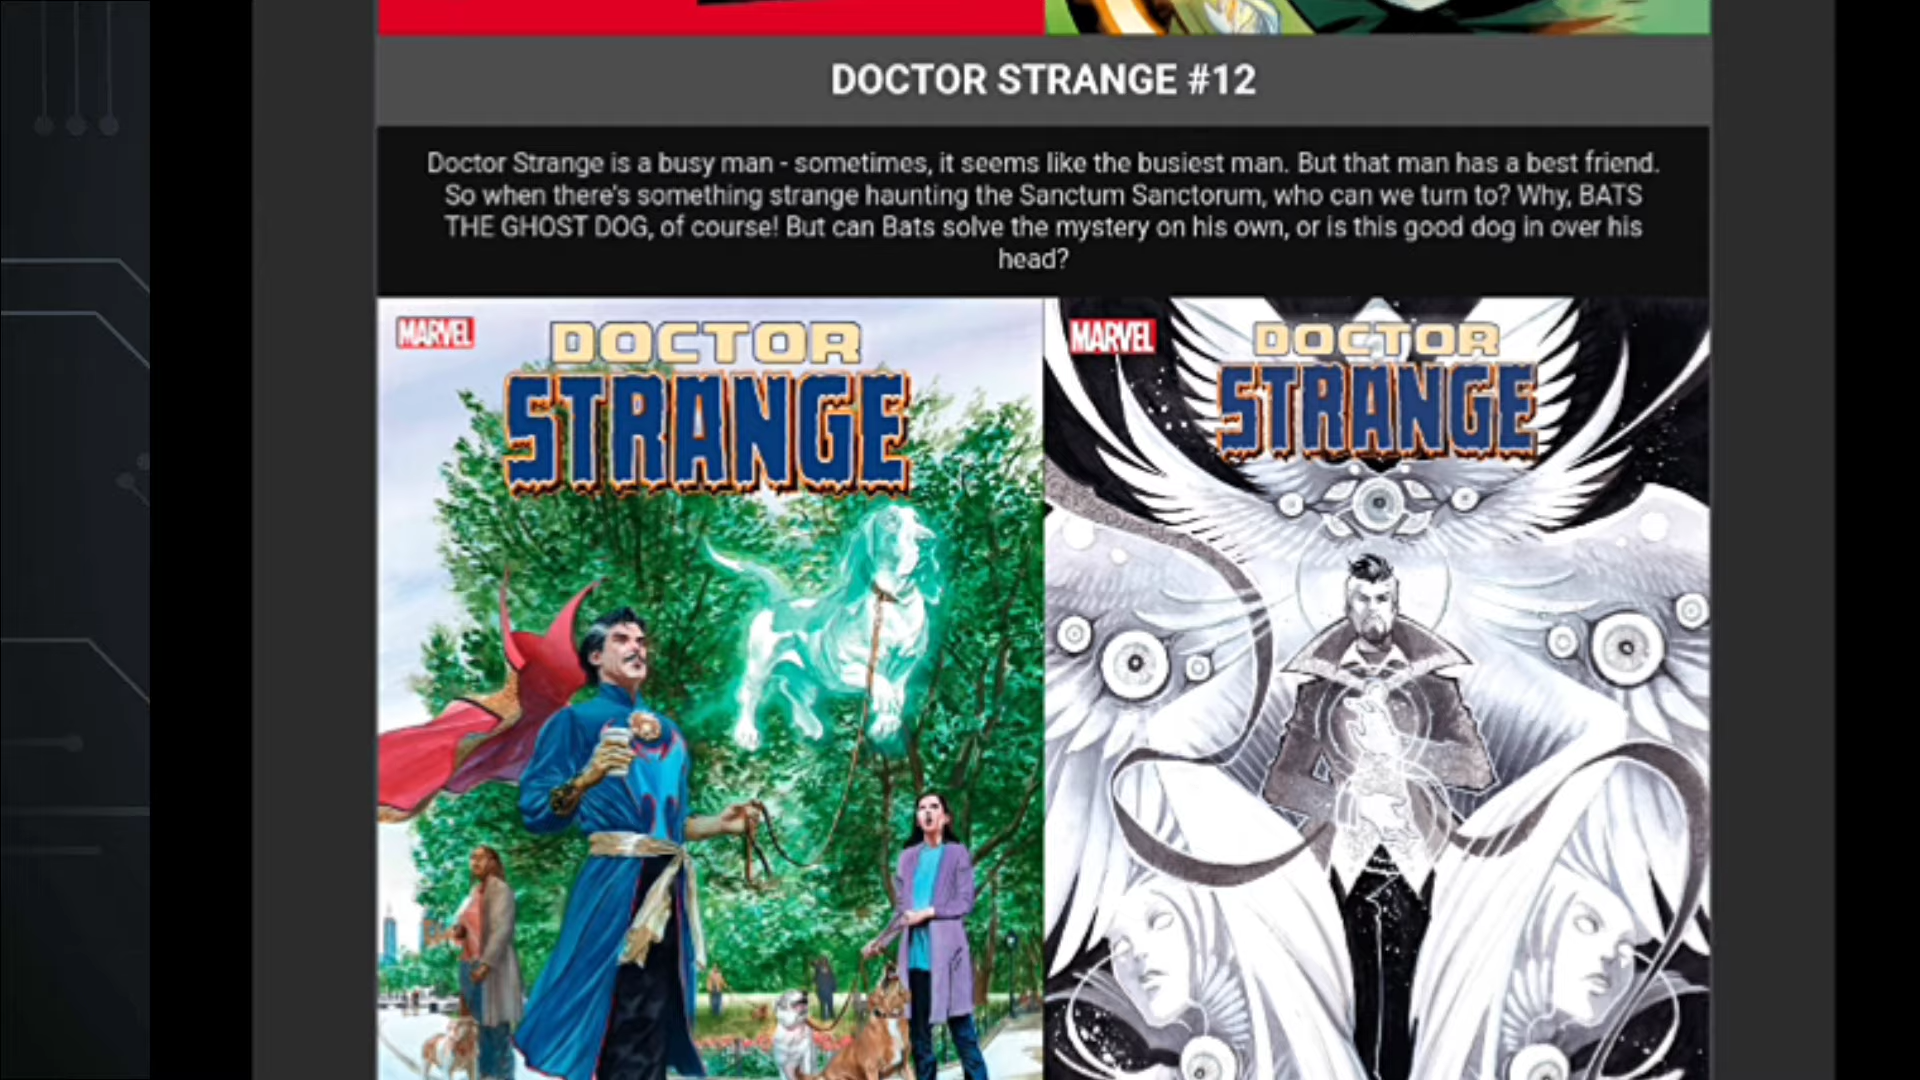 DOCTOR STRANGE #12
Doctor Strange is a busy man - sometimes, it seems like the busiest man. But that man has a best friend.
So when there's something strange haunting the Sanctum Sanctorum, who can we turn to? Why, BATS
THE GHOST DOG, of course! But can Bats solve the mystery on his own, or is this good dog in over his
head?
MARVEL
DOCTOR
STRANGE
MARVEL
DOCTOR
STRANGE